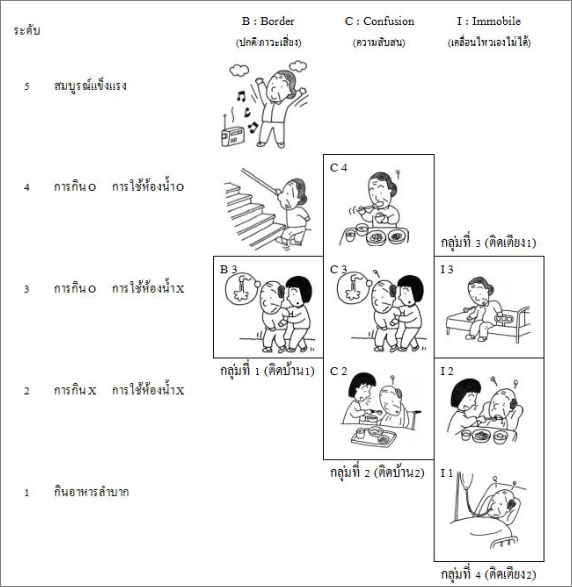 B : Border C : Confusion I : Immobile
ระดับ
(ปกติ/ภาวะเสี่ยง) (ความสับสน) (เคลื่อนไหวเองไม่ได้)
5 สมบูรณ์แข็งแรง
C 4
4 การกินO การใช้ห้องน้ำO
กลุ่มที่ 3 (ติดเตียง1)
B 3 C 3 I 3
3 การกินO การใช้ห้องน้ำX
กลุ่มที่ 1 (ติดบ้าน1) C 2 I 2
2 การกินX การใช้ห้องน้ำX
กลุ่มที่ 2 (ติดบ้าน2) I 1
1 กินอาหารลำบาก
กลุ่มที่ 4 (ติดเตียง2)